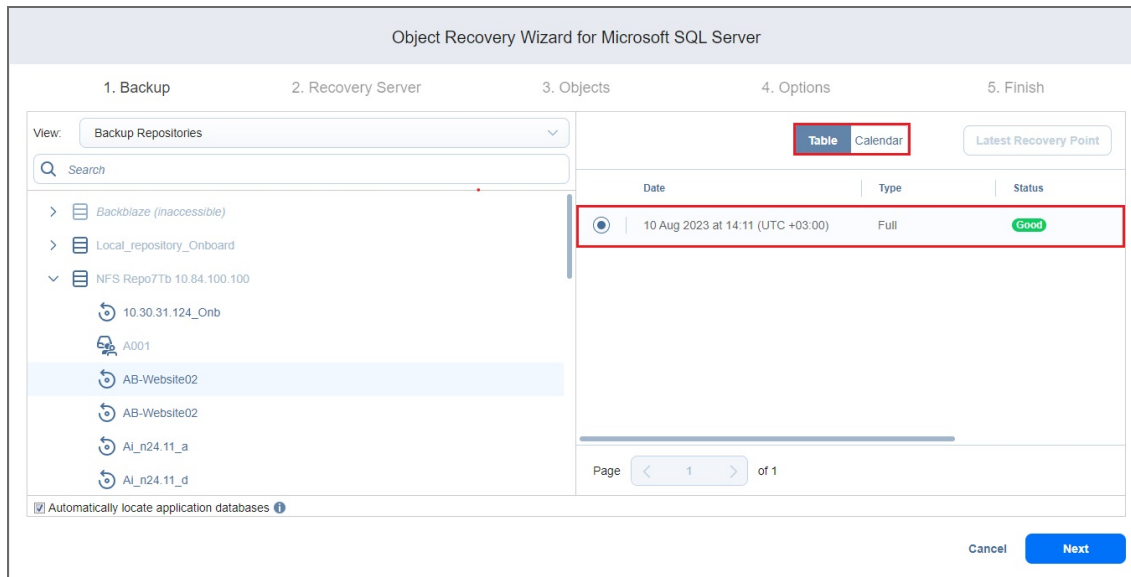 Object Recovery Wizard for Microsoft SQL Server
1. Backup 2. Recovery Server 3. Objects 4. Options 5. Finish
View: Backup Repositories
Search
Backblaze (inaccessible)
Local_repository_Onboard
NFS Repo7Tb 10.84.100.100
10.30.31.124_Onb
A001
AB-Website02
AB-Website02
Ai_n24.11_a
Ai_n24.11_d
Automatically locate application databases
Table Calendar Latest Recovery Point
Date Type Status
10 Aug 2023 at 14:11 (UTC +03:00) Full Good
Page 1 of 1
Cancel Next